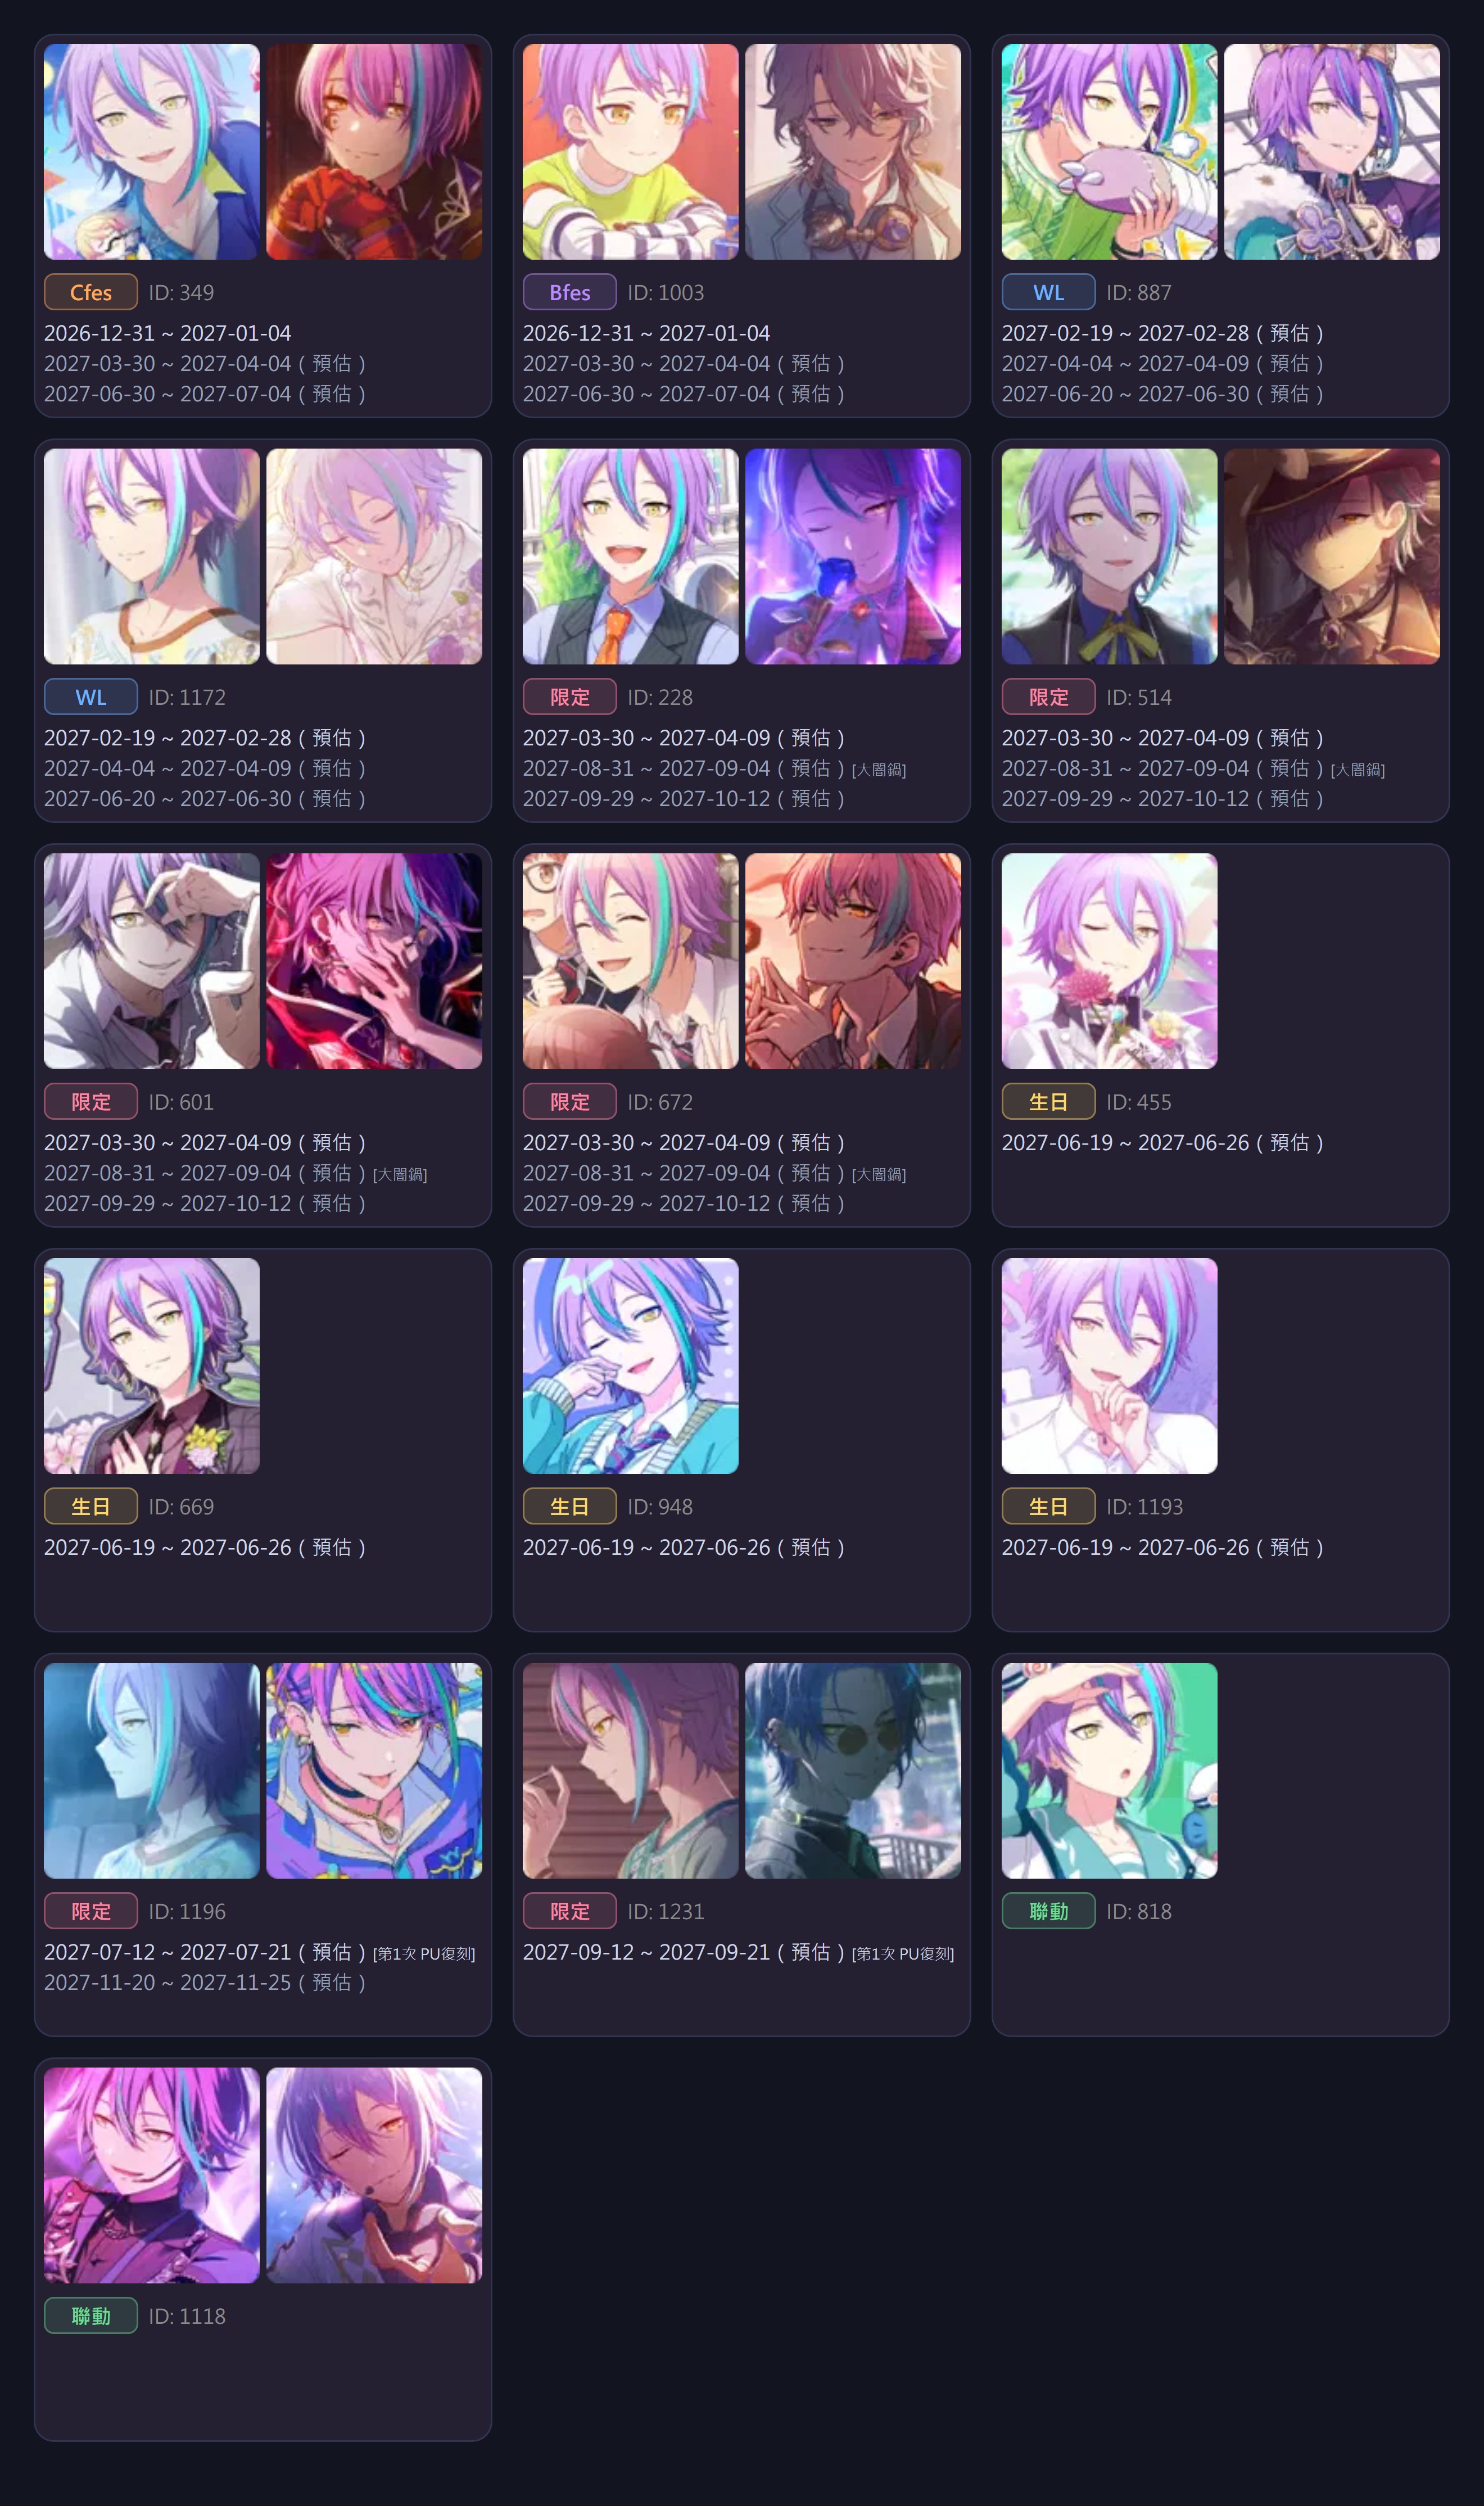 Cfes ID: 349
2026-12-31 ~ 2027-01-04
2027-03-30 ~ 2027-04-04 ( 預估 )
2027-06-30 ~ 2027-07-04 ( 預估 )
Bfes ID: 1003
2026-12-31 ~ 2027-01-04
2027-03-30 ~ 2027-04-04 ( 預估 )
2027-06-30 ~ 2027-07-04 ( 預估 )
WL ID: 887
2027-02-19 ~ 2027-02-28 ( 預估 )
2027-04-04 ~ 2027-04-09 ( 預估 )
2027-06-20 ~ 2027-06-30 ( 預估 )
WL ID: 1172
2027-02-19 ~ 2027-02-28 ( 預估 )
2027-04-04 ~ 2027-04-09 ( 預估 )
2027-06-20 ~ 2027-06-30 ( 預估 )
限定 ID: 228
2027-03-30 ~ 2027-04-09 ( 預估 )
2027-08-31 ~ 2027-09-04 ( 預估 ) [大闇鍋]
2027-09-29 ~ 2027-10-12 ( 預估 )
限定 ID: 514
2027-03-30 ~ 2027-04-09 ( 預估 )
2027-08-31 ~ 2027-09-04 ( 預估 ) [大闇鍋]
2027-09-29 ~ 2027-10-12 ( 預估 )
限定 ID: 601
2027-03-30 ~ 2027-04-09 ( 預估 )
2027-08-31 ~ 2027-09-04 ( 預估 ) [大闇鍋]
2027-09-29 ~ 2027-10-12 ( 預估 )
限定 ID: 672
2027-03-30 ~ 2027-04-09 ( 預估 )
2027-08-31 ~ 2027-09-04 ( 預估 ) [大闇鍋]
2027-09-29 ~ 2027-10-12 ( 預估 )
生日 ID: 455
2027-06-19 ~ 2027-06-26 ( 預估 )
生日 ID: 669
2027-06-19 ~ 2027-06-26 ( 預估 )
生日 ID: 948
2027-06-19 ~ 2027-06-26 ( 預估 )
生日 ID: 1193
2027-06-19 ~ 2027-06-26 ( 預估 )
限定 ID: 1196
2027-07-12 ~ 2027-07-21 ( 預估 ) [第1次 PU復刻]
2027-11-20 ~ 2027-11-25 ( 預估 )
限定 ID: 1231
2027-09-12 ~ 2027-09-21 ( 預估 ) [第1次 PU復刻]
聯動 ID: 818
聯動 ID: 1118